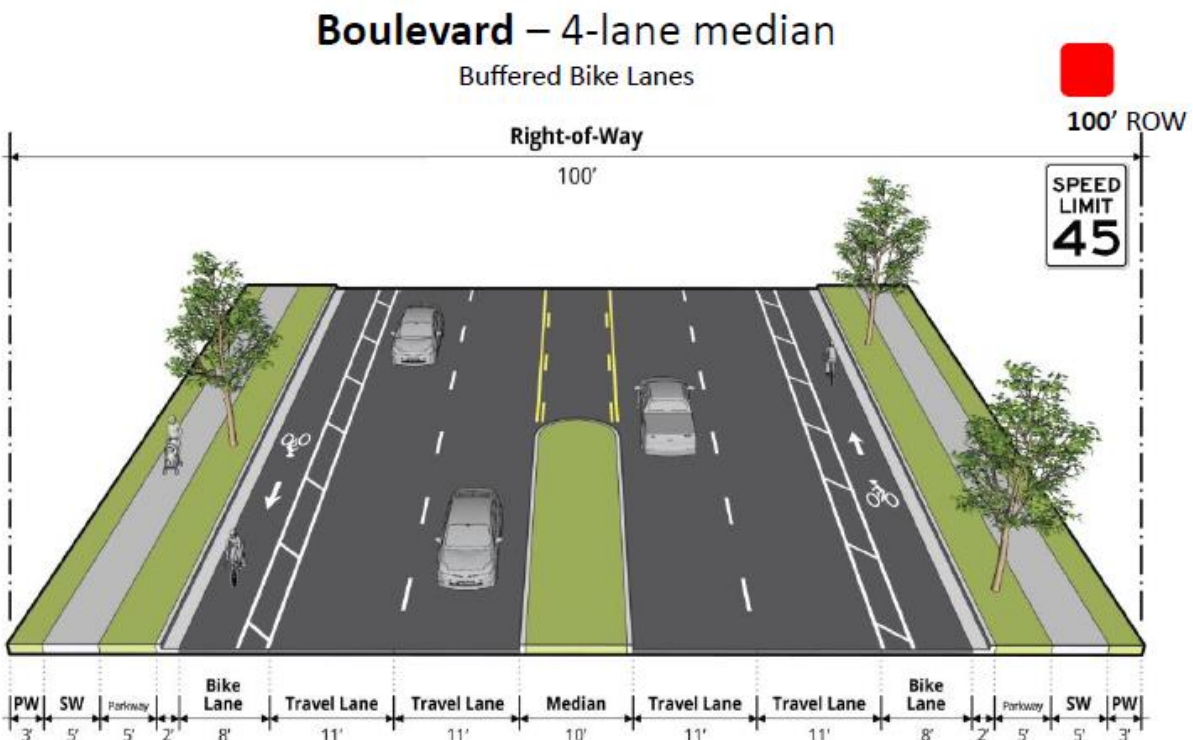 Boulevard – 4-lane median
Buffered Bike Lanes
100' ROW
Right-of-Way
100'
SPEED
LIMIT
45
PW SW Parkway Bike Lane Travel Lane Travel Lane Median Travel Lane Travel Lane Bike Lane Parkway SW PW
3' 5' 5' 2' 8' 11' 11' 10' 11' 11' 8' 2' 5' 5' 3'